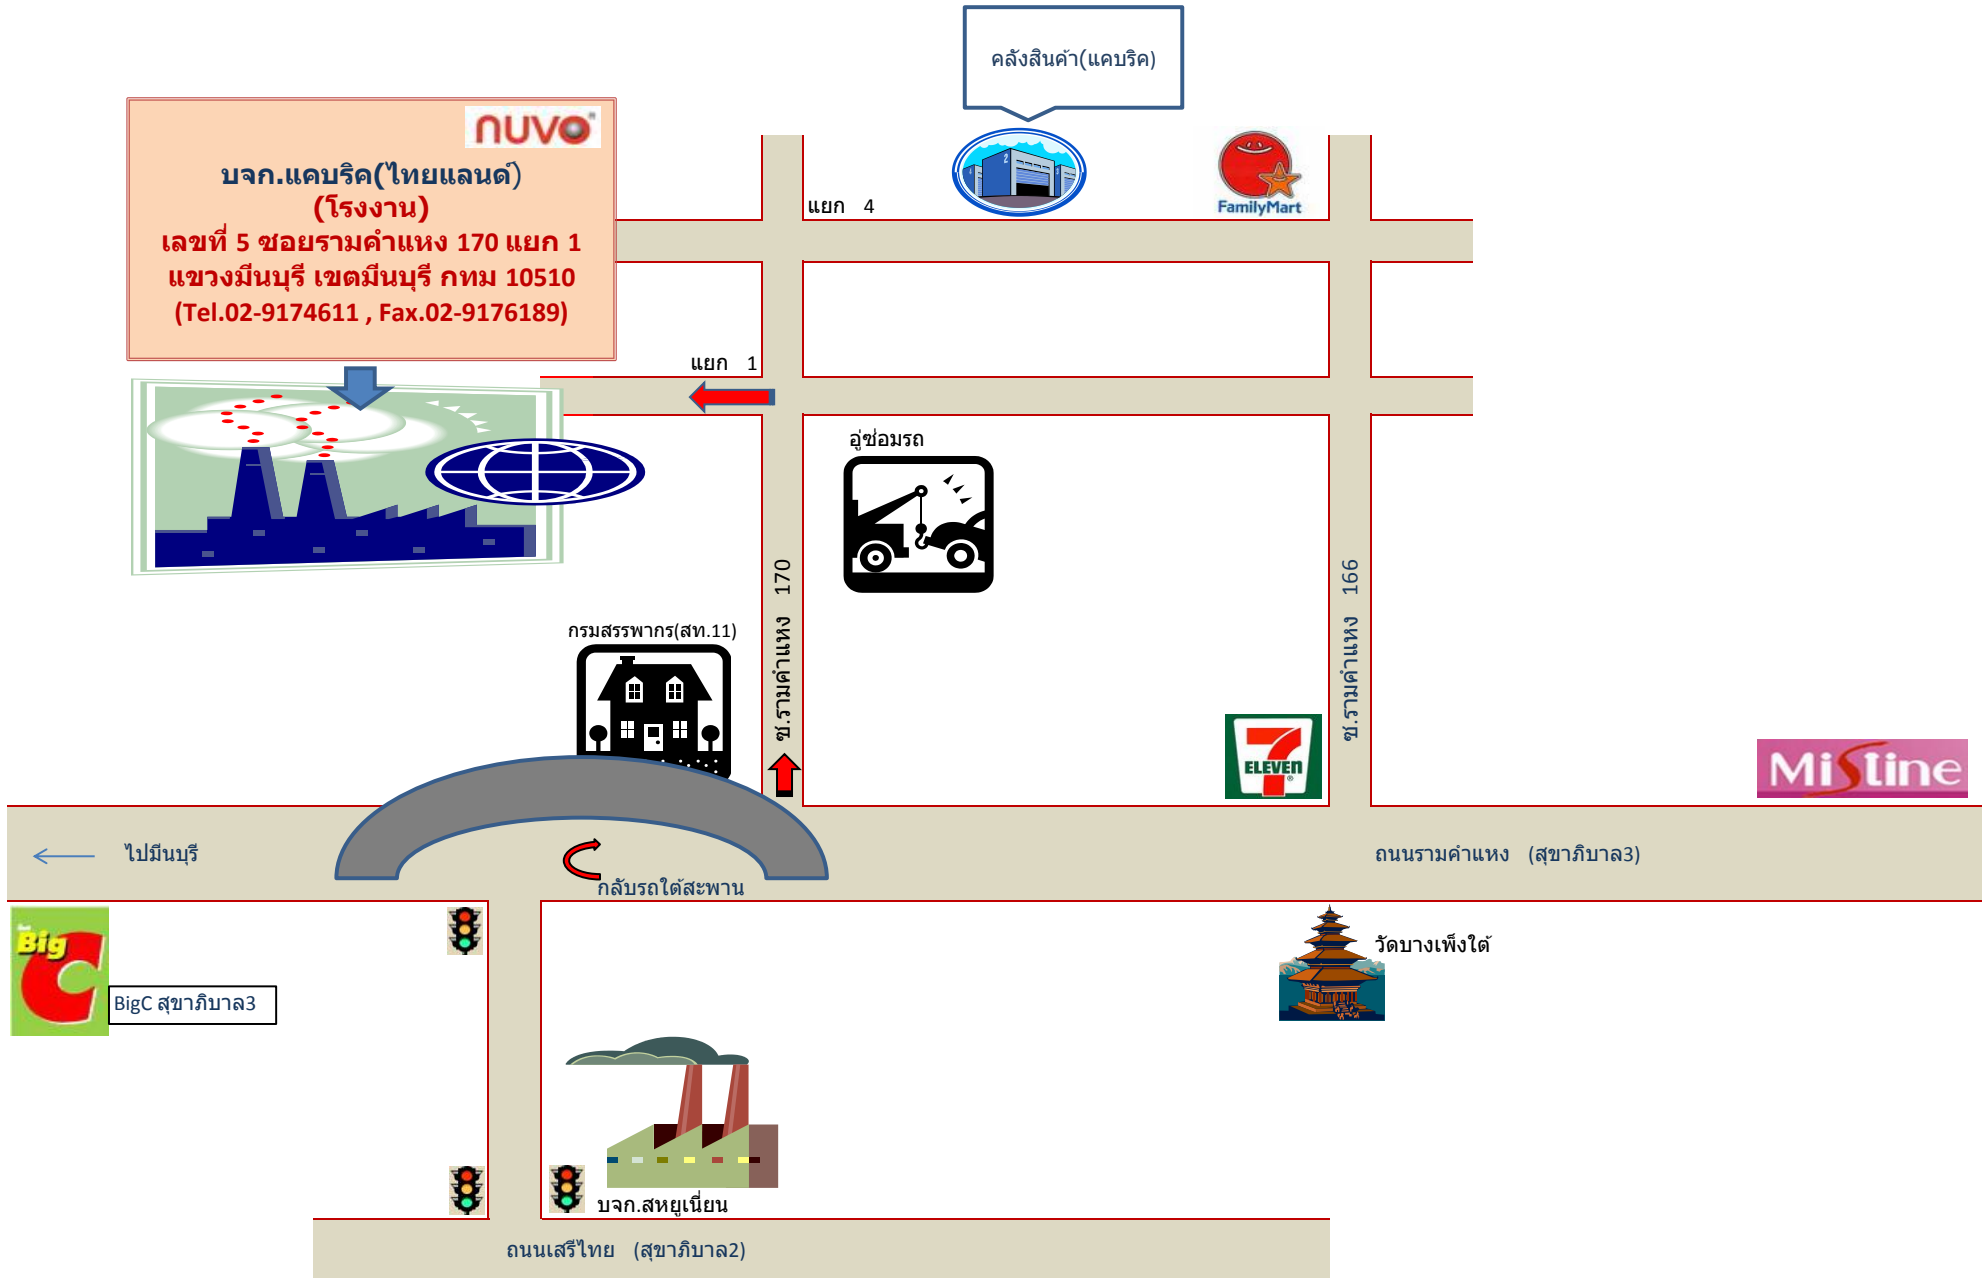 คลังสินค้า(แคบริค)
nuvo
บจก.แคบริค(ไทยแลนด์)
(โรงงาน)
เลขที่ 5 ซอยรามคำแหง 170 แยก 1
แขวงมีนบุรี เขตมีนบุรี กทม 10510
(Tel.02-9174611 , Fax.02-9176189)
แยก 4
FamilyMart
แยก 1
อู่ซ่อมรถ
ซ.รามคำแหง 170
ซ.รามคำแหง 166
กรมสรรพากร(สท.11)
7
ELEVEn
Mistine
ไปมีนบุรี
ถนนรามคำแหง (สุขาภิบาล3)
กลับรถใต้สะพาน
Big
C
BigC สุขาภิบาล3
วัดบางเพ็งใต้
บจก.สหยูเนี่ยน
ถนนเสรีไทย (สุขาภิบาล2)